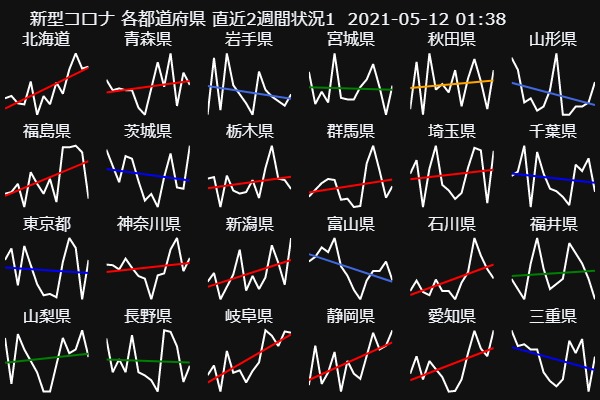 新型コロナ 各都道府県 直近2週間状況1 2021-05-12 01:38
北海道 青森県 岩手県 宮城県 秋田県 山形県
福島県 茨城県 栃木県 群馬県 埼玉県 千葉県
東京都 神奈川県 新潟県 富山県 石川県 福井県
山梨県 長野県 岐阜県 静岡県 愛知県 三重県